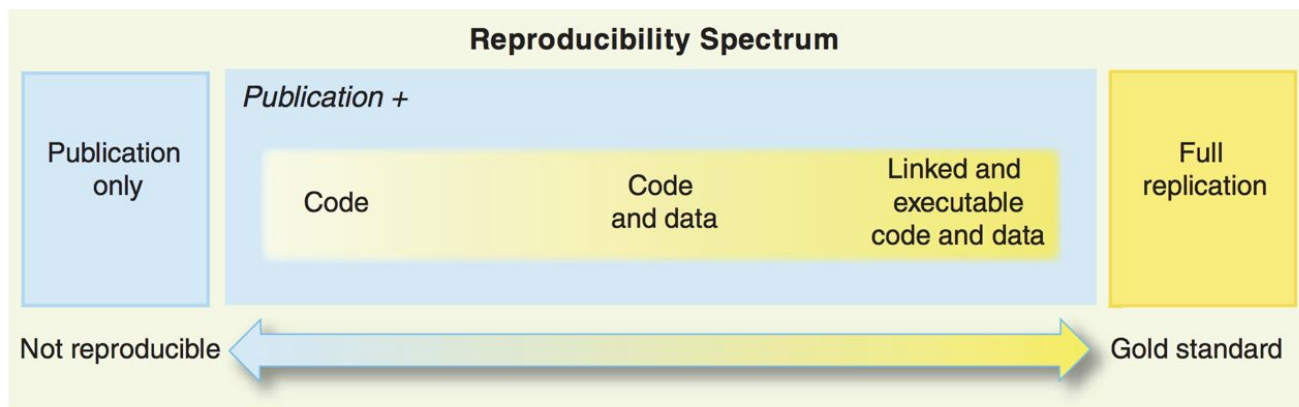 Reproducibility Spectrum
Publication
only
Publication +
Code
Code
and data
Linked and
executable
code and data
Full
replication
Not reproducible
Gold standard